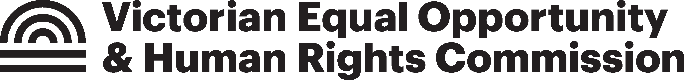 Victorian Equal Opportunity
& Human Rights Commission